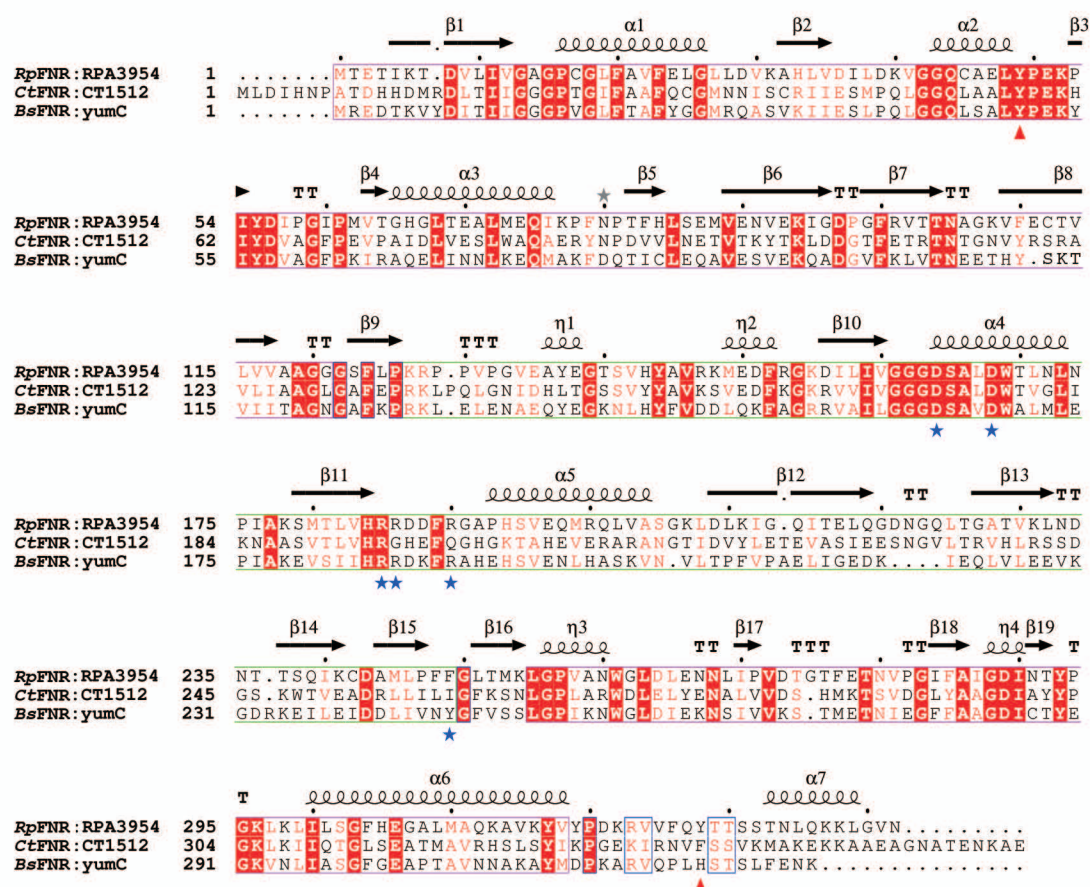 β1 α1 β2 α2 β3
RpFNR:RPA3954 1 .......MTETIKT.DVLIVGAGPCGLFAVFELGLLDVKAHLVDILDKVGGQCAELYPEKP
CtFNR:CT1512 1 MLDIHNPATDHHDMRDLTIIGGGPTGIFAAFQCGMNNISCRIIESMPQLGGQLAALYPEKH
BsFNR:yumC 1 .......MREDTKVYDITIIGGGPVGLFTAFYGGMRQASVKIIESLPQLGGQLSALYPEKY
TT β4 α3 β5 β6 TT β7 TT β8
RpFNR:RPA3954 54 IYDIPGIPMVTGHGLTEALMEQIKPFNPTFHLSEMVENVEKIGDPGFRVTTNAGKVFECTV
CtFNR:CT1512 62 IYDVAGFPEVPAIDLVESLWAQAERYNPDVVLNETVTKYTKLDDGTFETRTNTGNVYRSRA
BsFNR:yumC 55 IYDVAGFPKIRAQELINNLKEQMAKFDQTICLEQAVESVEKQADGVFKLVTNEETHY.SKT
TT β9 TTT η1 η2 β10 α4
RpFNR:RPA3954 115 LVVAAGGGSFLPKRP.PVPGVEAYEGTSVHYAVRKMEDFRGKDILIVGGGDSALDWTLNLN
CtFNR:CT1512 123 VLIAAGLGAFEPRKLPQLGNIDHLTGSSVYYAVKSVEDFKGKRVVIVGGGDSALDWTVGLI
BsFNR:yumC 115 VIITAGNGAFKPRKL.ELENAEQYEGKNLHYFVDDLQKFAGRRVAILGGGDSAVDWALMLE
β11 α5 β12 TT β13 TT
RpFNR:RPA3954 175 PIAKSMTLVHRRDDFRGAPHSVEQMRQLVASGKLDLKIG.QITELQGDNGQLTGATVKLND
CtFNR:CT1512 184 KNAASVTLVHRGHEFQGHGKTAHEVERARANGTIDVYLETEVASIEESNGVLTRVHLRSSD
BsFNR:yumC 175 PIAKEVSIIHRRDKFRAHEHSVENLHASKVN.VLTPFVPAELIGEDK....IEQLVLEEVK
β14 β15 β16 η3 TT β17 TTT TT β18 η4 β19 T
RpFNR:RPA3954 235 NT.TSQIKCDAMLPFFGLTMKLGPVANWGLDLENNLIPVDTGTFETNVPGIFAIGDINTYP
CtFNR:CT1512 245 GS.KWTVEADRLLILIGFKSNLGPLARWDLELYENALVVDS.HMKTSVDGLYAAGDIAYYP
BsFNR:yumC 231 GDRKEILEIDDLIVNYGFVSSLGPIKNWGLDIEKNSIVVKS.TMETNIEGFFAAGDICTYE
T α6 α7
RpFNR:RPA3954 295 GKLKLILSGFHEGALMAQKAVKYVYPDKRVVFQYTTSSTNLQKKLGVN.......
CtFNR:CT1512 304 GKLKIIQTGLSEATMAVRHSLSYIKPGEKIRNVFSSVKMAKEKKAAEAGNATENKAE
BsFNR:yumC 291 GKVNLIASGFGEAPTAVNNAKAYMDPKARVQPLHSTSLFENK...............